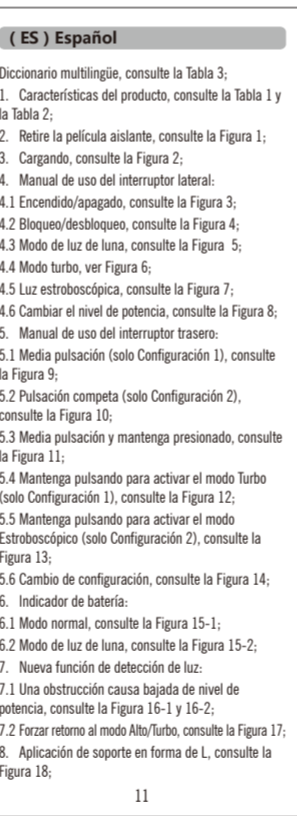 ( ES ) Español
Diccionario multilingüe, consulte la Tabla 3;
1. Características del producto, consulte la Tabla 1 y
la Tabla 2;
2. Retire la película aislante, consulte la Figura 1;
3. Cargando, consulte la Figura 2;
4. Manual de uso del interruptor lateral:
4.1 Encendido/apagado, consulte la Figura 3;
4.2 Bloqueo/desbloqueo, consulte la Figura 4;
4.3 Modo de luz de luna, consulte la Figura 5;
4.4 Modo turbo, ver Figura 6;
4.5 Luz estroboscópica, consulte la Figura 7;
4.6 Cambiar el nivel de potencia, consulte la Figura 8;
5. Manual de uso del interruptor trasero:
5.1 Media pulsación (solo Configuración 1), consulte
la Figura 9;
5.2 Pulsación competa (solo Configuración 2),
consulte la Figura 10;
5.3 Media pulsación y mantenga presionado, consulte
la Figura 11;
5.4 Mantenga pulsando para activar el modo Turbo
(solo Configuración 1), consulte la Figura 12;
5.5 Mantenga pulsando para activar el modo
Estroboscópico (solo Configuración 2), consulte la
Figura 13;
5.6 Cambio de configuración, consulte la Figura 14;
6. Indicador de batería:
6.1 Modo normal, consulte la Figura 15-1;
6.2 Modo de luz de luna, consulte la Figura 15-2;
7. Nueva función de detección de luz:
7.1 Una obstrucción causa bajada de nivel de
potencia, consulte la Figura 16-1 y 16-2;
7.2 Forzar retorno al modo Alto/Turbo, consulte la Figura 17;
8. Aplicación de soporte en forma de L, consulte la
Figura 18;
11